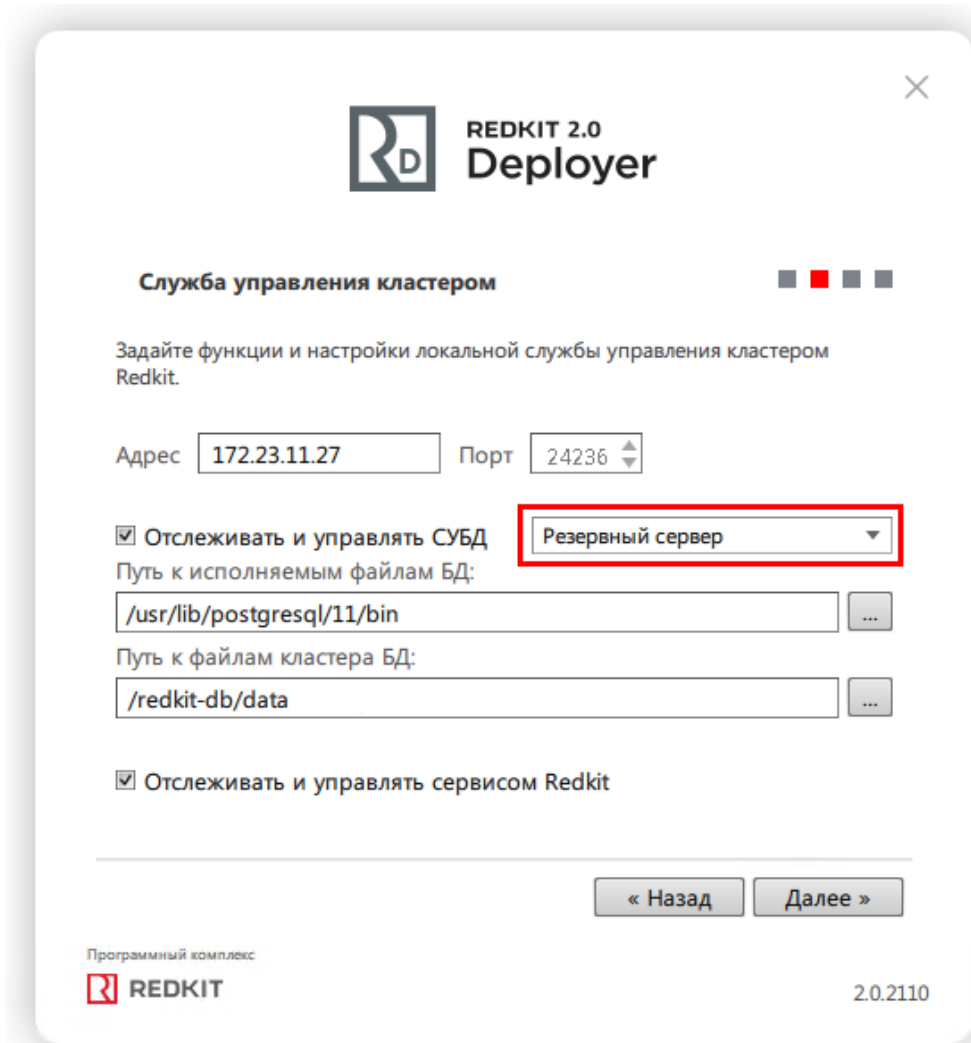 REDKIT 2.0
Deployer
Служба управления кластером
Задайте функции и настройки локальной службы управления кластером
Redkit.
Адрес 172.23.11.27 Порт 24236
Отслеживать и управлять СУБД Резервный сервер
Путь к исполняемым файлам БД:
/usr/lib/postgresql/11/bin ...
Путь к файлам кластера БД:
/redkit-db/data ...
Отслеживать и управлять сервисом Redkit
« Назад Далее »
Программный комплекс
REDKIT
2.0.2110